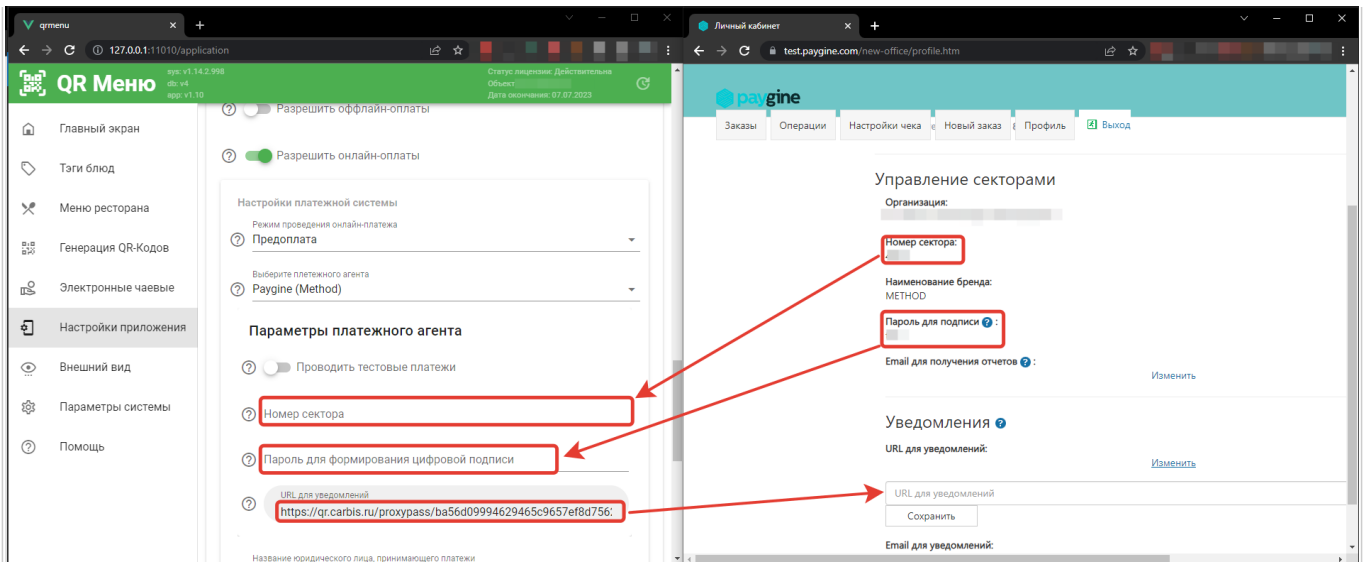 qrmenu
127.0.0.1:11010/application
QR Меню
sys: v1.14.2.998
db: v4
app: v1.10
Статус лицензии: Действительна
Объект:
Дата окончания: 07.07.2023
Главный экран
Тэги блюд
Меню ресторана
Генерация QR-Кодов
Электронные чаевые
Настройки приложения
Внешний вид
Параметры системы
Помощь
Разрешить оффлайн-оплаты
Разрешить онлайн-оплаты
Настройки платежной системы
Режим проведения онлайн-платежа
Предоплата
Выберите плетежного агента
Paygine (Method)
Параметры платежного агента
Проводить тестовые платежи
Номер сектора
Пароль для формирования цифровой подписи
URL для уведомлений
https://qr.carbis.ru/proxypass/ba56d09994629465c9657ef8d756
Название юридического лица, принимающего платежи
Личный кабинет
test.paygine.com/new-office/profile.htm
paygine
Заказы
Операции
Настройки чека
Новый заказ
Профиль
Выход
Управление секторами
Организация:
Номер сектора:
Наименование бренда:
METHOD
Пароль для подписи ? :
Email для получения отчетов ? :
Изменить
Уведомления ?
URL для уведомлений:
Изменить
URL для уведомлений
Сохранить
Email для уведомлений: